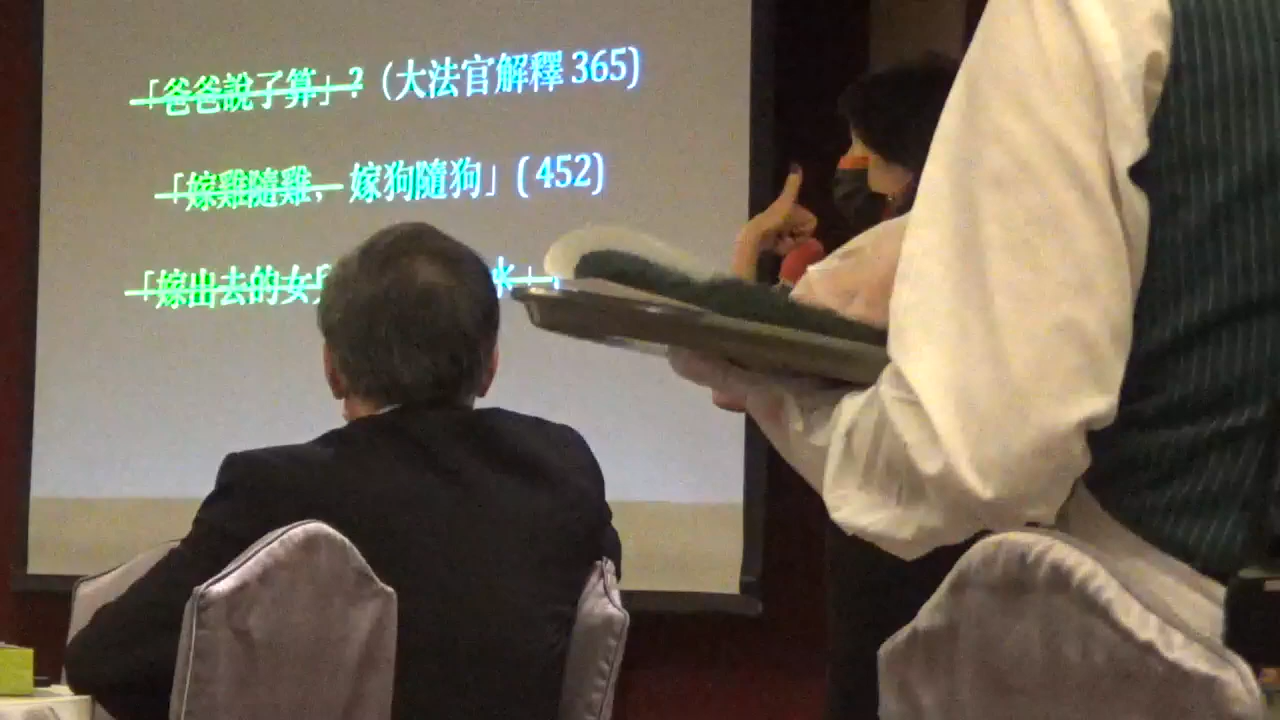 「爸爸說了算」? (大法官解釋 365)
「嫁雞隨雞, 嫁狗隨狗」( 452)
「嫁出去的女 水」